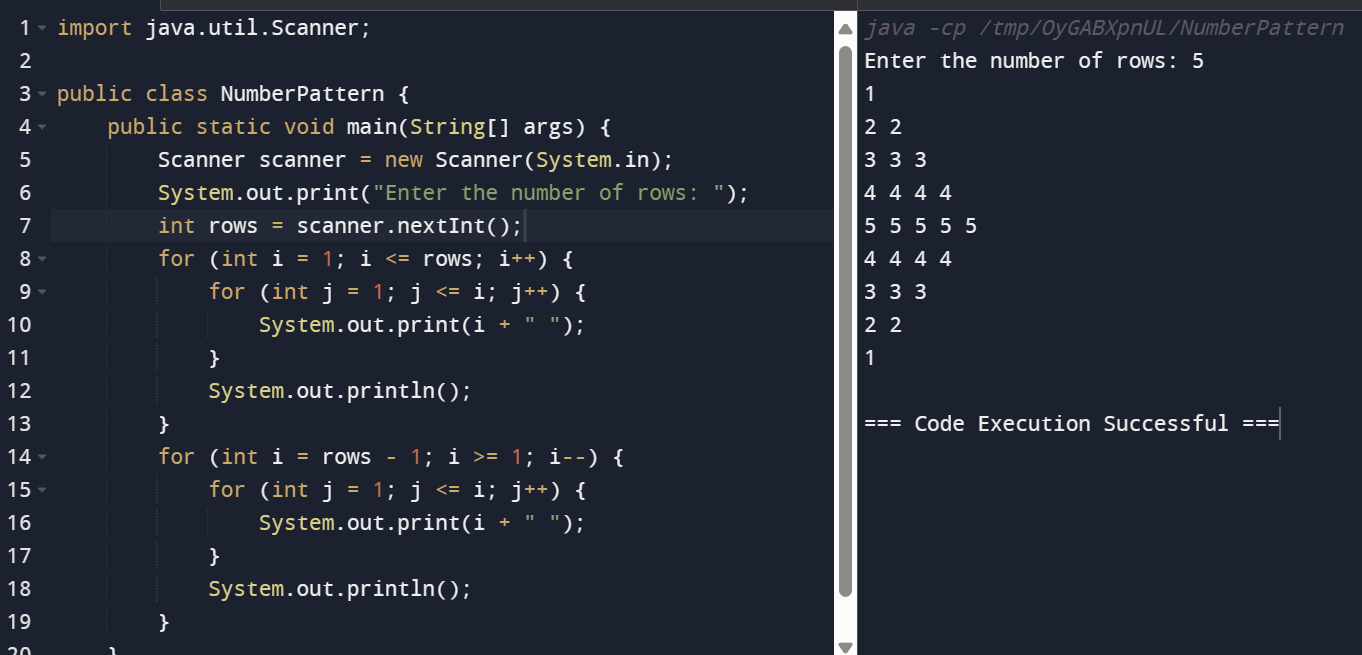 1 import java.util.Scanner;
2
3 public class NumberPattern {
4     public static void main(String[] args) {
5         Scanner scanner = new Scanner(System.in);
6         System.out.print("Enter the number of rows: ");
7         int rows = scanner.nextInt();
8         for (int i = 1; i <= rows; i++) {
9             for (int j = 1; j <= i; j++) {
10                 System.out.print(i + " ");
11             }
12             System.out.println();
13         }
14         for (int i = rows - 1; i >= 1; i--) {
15             for (int j = 1; j <= i; j++) {
16                 System.out.print(i + " ");
17             }
18             System.out.println();
19         }
20     }
java -cp /tmp/OyGABXpnUL/NumberPattern
Enter the number of rows: 5
1
2 2
3 3 3
4 4 4 4
5 5 5 5 5
4 4 4 4
3 3 3
2 2
1
=== Code Execution Successful ===